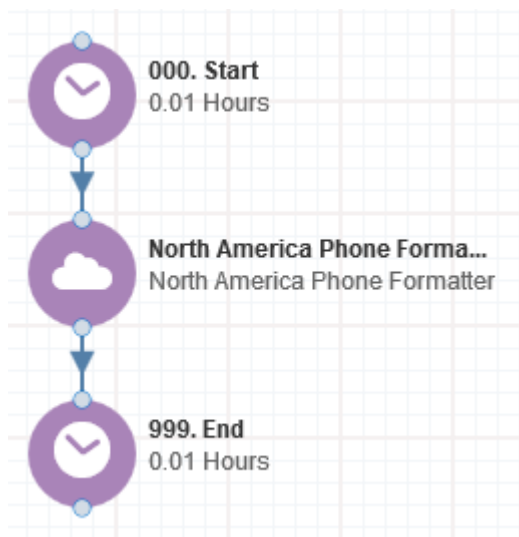 000. Start
0.01 Hours
North America Phone Forma...
North America Phone Formatter
999. End
0.01 Hours